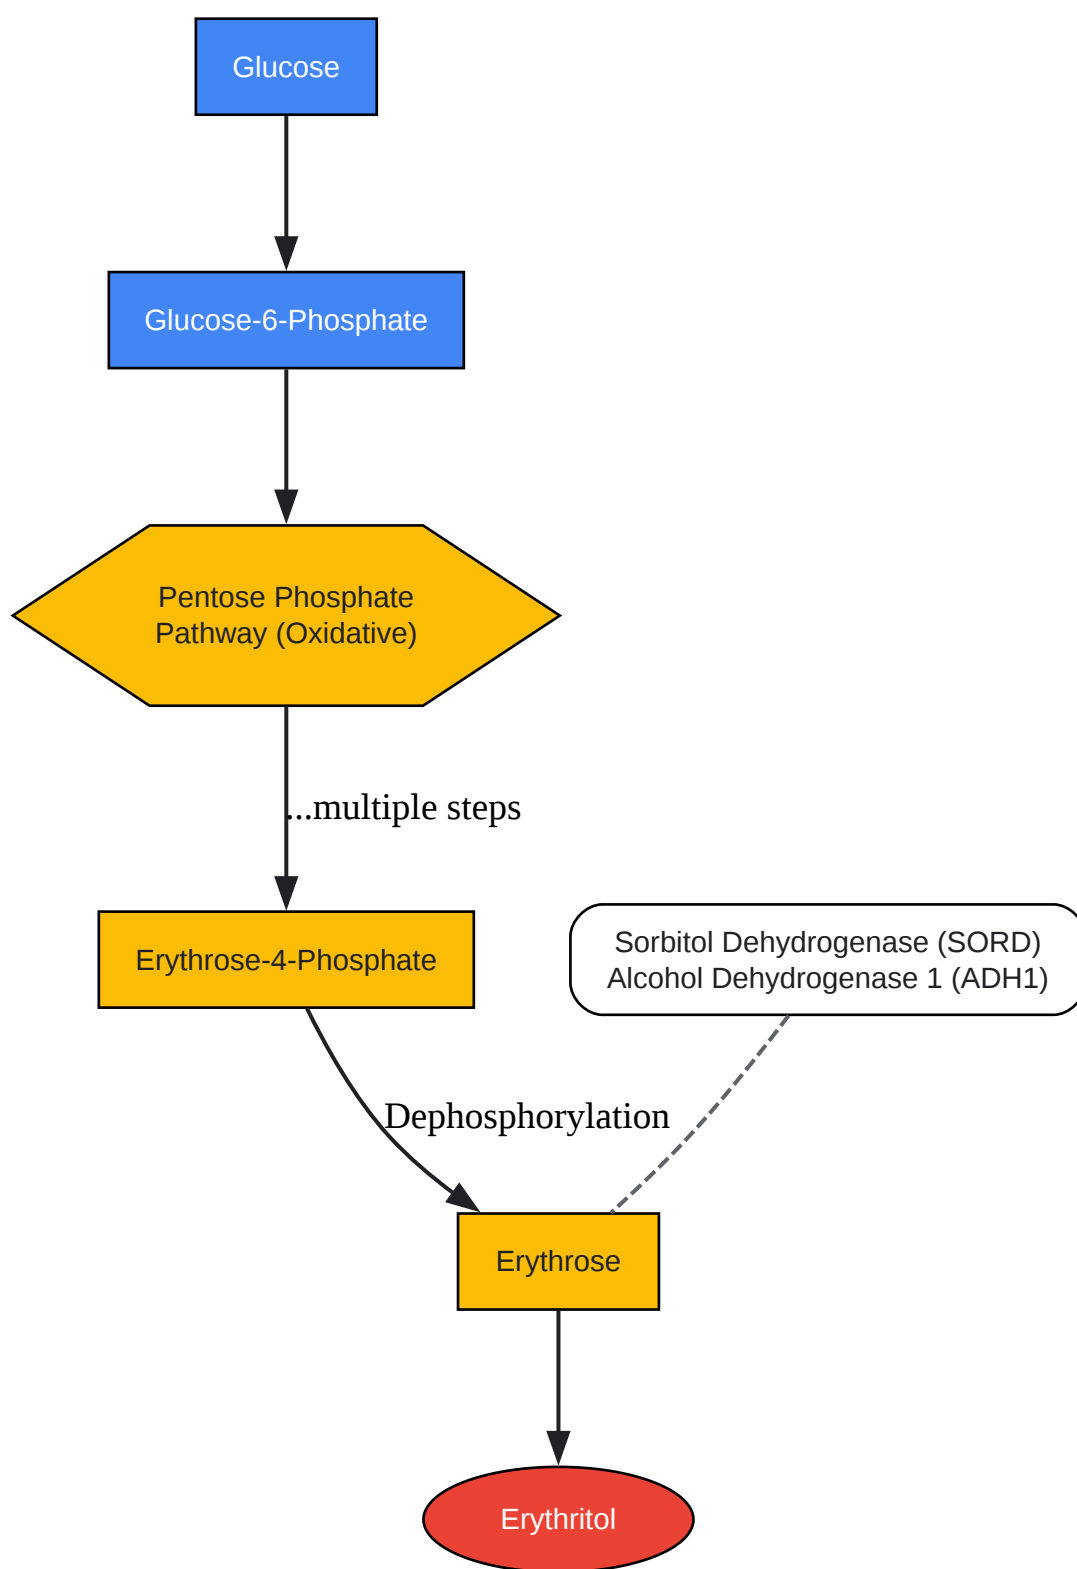 Glucose
Glucose-6-Phosphate
Pentose Phosphate
Pathway (Oxidative)
...multiple steps
Erythrose-4-Phosphate
Sorbitol Dehydrogenase (SORD)
Alcohol Dehydrogenase 1 (ADH1)
Dephosphorylation
Erythrose
Erythritol